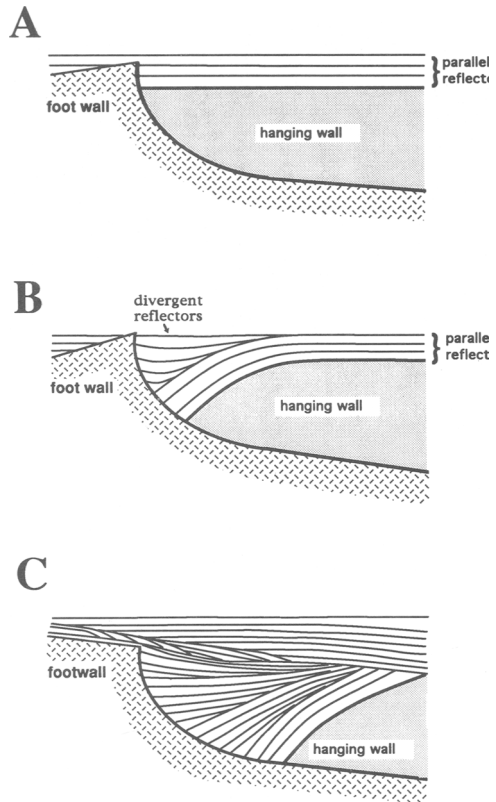 A
parallel
foot wall
hanging wall
B
divergent
reflectors
parallel
foot wall
hanging wall
C
footwall
hanging wall